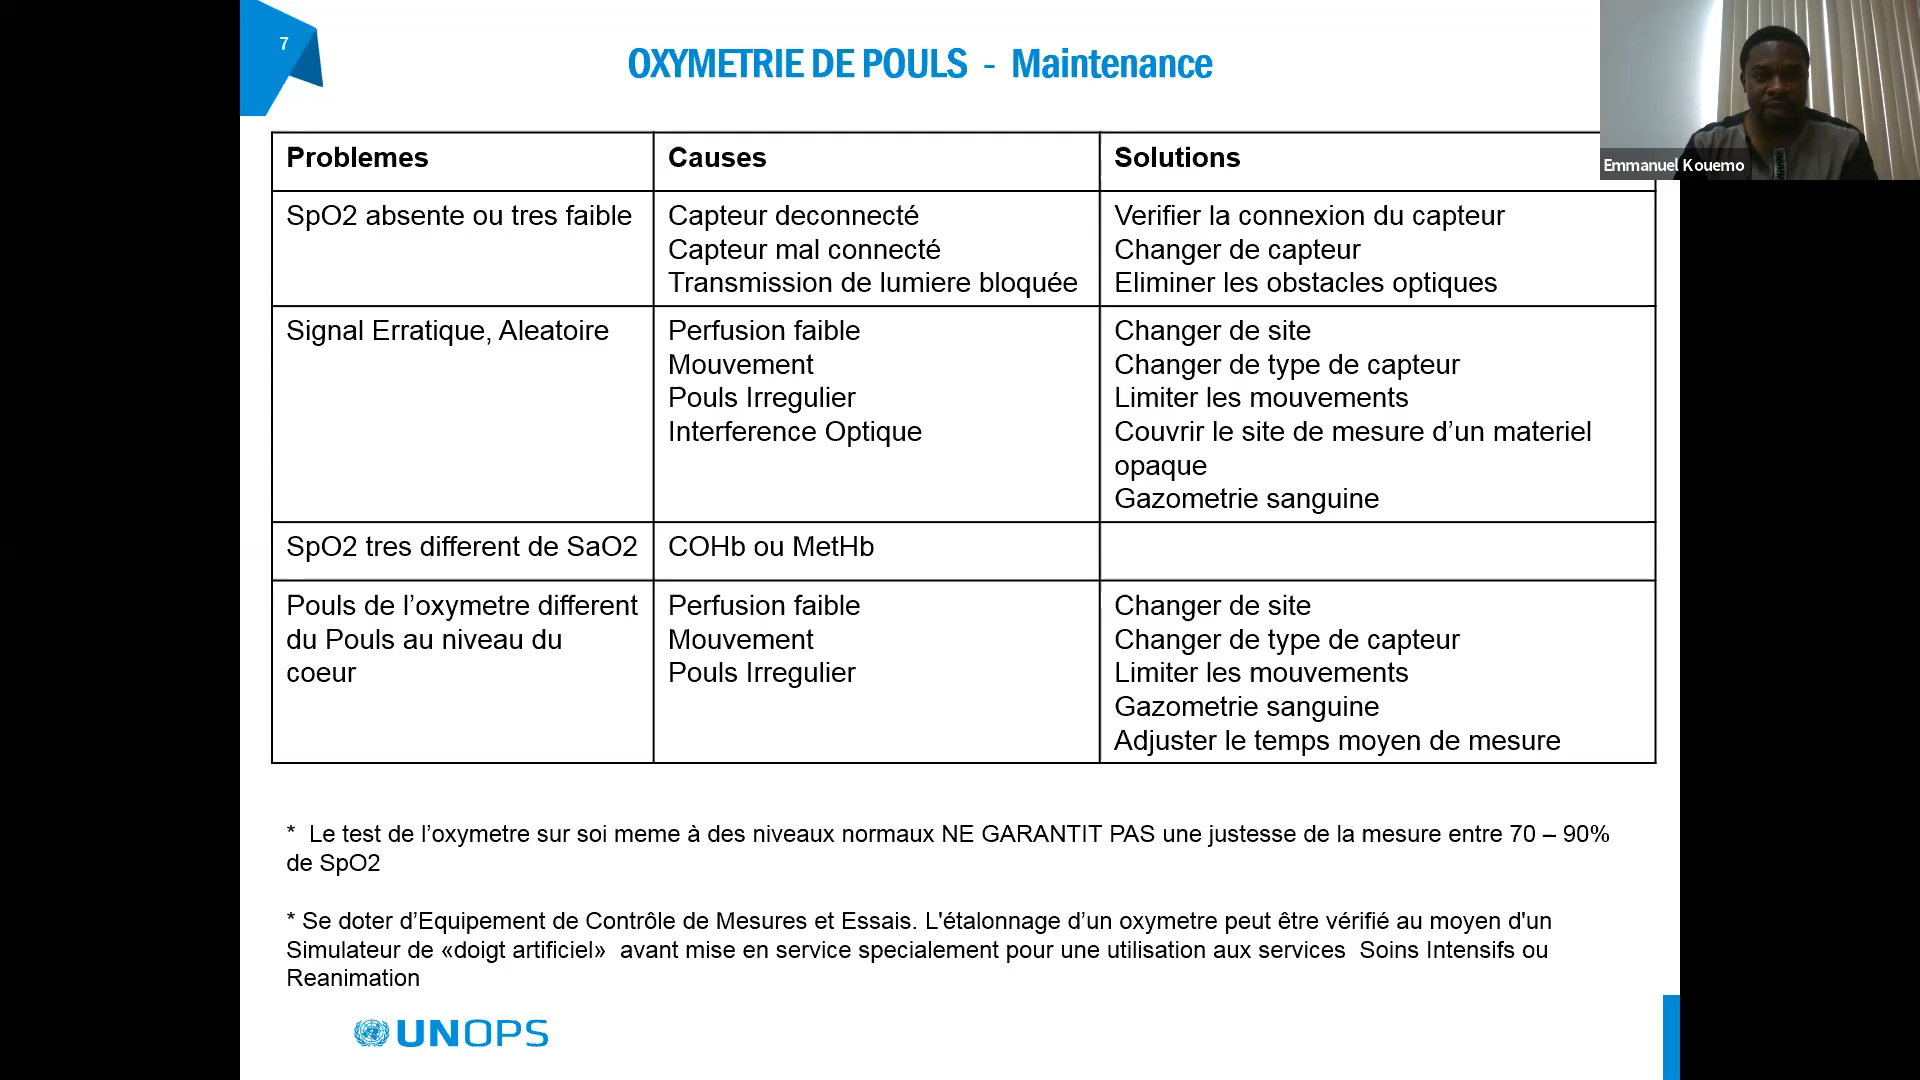 7
OXYMETRIE DE POULS - Maintenance
Emmanuel Kouemo
Problemes
Causes
Solutions
SpO2 absente ou tres faible
Capteur deconnecté
Capteur mal connecté
Transmission de lumiere bloquée
Verifier la connexion du capteur
Changer de capteur
Eliminer les obstacles optiques
Signal Erratique, Aleatoire
Perfusion faible
Mouvement
Pouls Irregulier
Interference Optique
Changer de site
Changer de type de capteur
Limiter les mouvements
Couvrir le site de mesure d’un materiel
opaque
Gazometrie sanguine
SpO2 tres different de SaO2
COHb ou MetHb
Pouls de l’oxymetre different
du Pouls au niveau du
coeur
Perfusion faible
Mouvement
Pouls Irregulier
Changer de site
Changer de type de capteur
Limiter les mouvements
Gazometrie sanguine
Adjuster le temps moyen de mesure
* Le test de l’oxymetre sur soi meme à des niveaux normaux NE GARANTIT PAS une justesse de la mesure entre 70 – 90%
de SpO2
* Se doter d’Equipement de Contrôle de Mesures et Essais. L'étalonnage d’un oxymetre peut être vérifié au moyen d'un
Simulateur de «doigt artificiel» avant mise en service specialement pour une utilisation aux services Soins Intensifs ou
Reanimation
UNOPS